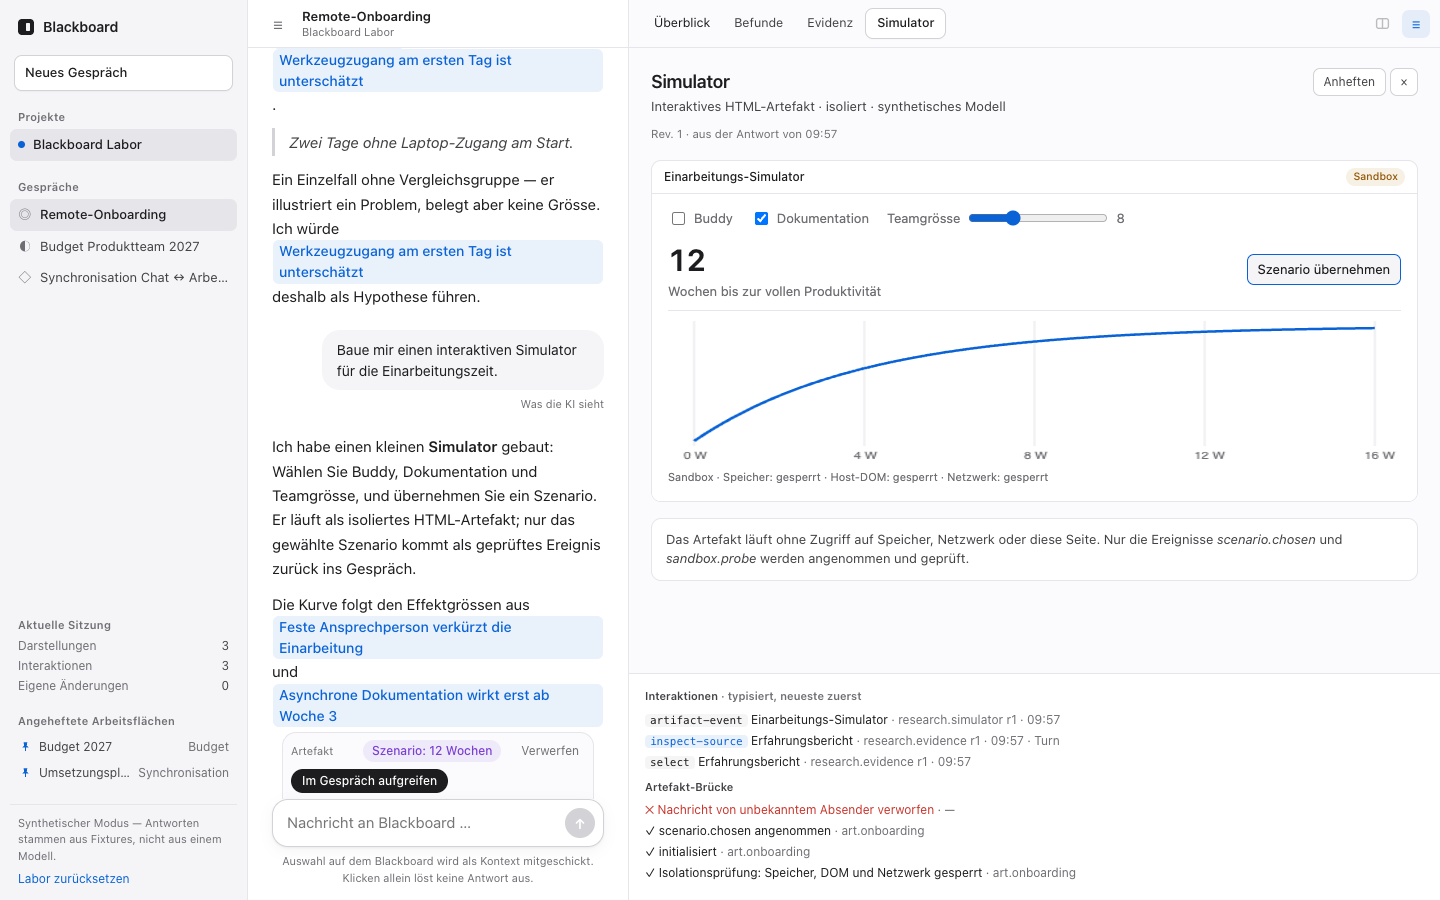 Blackboard
Neues Gespräch
Projekte
Blackboard Labor
Gespräche
Remote-Onboarding
Budget Produktteam 2027
Synchronisation Chat ↔ Arbe...
Aktuelle Sitzung
Darstellungen 3
Interaktionen 3
Eigene Änderungen 0
Angeheftete Arbeitsflächen
Budget 2027 Budget
Umsetzungspl... Synchronisation
Synthetischer Modus — Antworten
stammen aus Fixtures, nicht aus einem
Modell.
Labor zurücksetzen
Remote-Onboarding
Blackboard Labor
Werkzeugzugang am ersten Tag ist
unterschätzt
.
Zwei Tage ohne Laptop-Zugang am Start.
Ein Einzelfall ohne Vergleichsgruppe — er
illustriert ein Problem, belegt aber keine Grösse.
Ich würde
Werkzeugzugang am ersten Tag ist
unterschätzt
deshalb als Hypothese führen.
Baue mir einen interaktiven Simulator
für die Einarbeitungszeit.
Was die KI sieht
Ich habe einen kleinen Simulator gebaut:
Wählen Sie Buddy, Dokumentation und
Teamgrösse, und übernehmen Sie ein Szenario.
Er läuft als isoliertes HTML-Artefakt; nur das
gewählte Szenario kommt als geprüftes Ereignis
zurück ins Gespräch.
Die Kurve folgt den Effektgrössen aus
Feste Ansprechperson verkürzt die
Einarbeitung
und
Asynchrone Dokumentation wirkt erst ab
Woche 3
Artefakt Szenario: 12 Wochen Verwerfen
Im Gespräch aufgreifen
Nachricht an Blackboard ...
Auswahl auf dem Blackboard wird als Kontext mitgeschickt.
Klicken allein löst keine Antwort aus.
Überblick Befunde Evidenz Simulator
Simulator
Anheften ×
Interaktives HTML-Artefakt · isoliert · synthetisches Modell
Rev. 1 · aus der Antwort von 09:57
Einarbeitungs-Simulator Sandbox
Buddy Dokumentation Teamgrösse 8
12
Wochen bis zur vollen Produktivität
Szenario übernehmen
0 W 4 W 8 W 12 W 16 W
Sandbox · Speicher: gesperrt · Host-DOM: gesperrt · Netzwerk: gesperrt
Das Artefakt läuft ohne Zugriff auf Speicher, Netzwerk oder diese Seite. Nur die Ereignisse scenario.chosen und
sandbox.probe werden angenommen und geprüft.
Interaktionen · typisiert, neueste zuerst
artifact-event Einarbeitungs-Simulator · research.simulator r1 · 09:57
inspect-source Erfahrungsbericht · research.evidence r1 · 09:57 · Turn
select Erfahrungsbericht · research.evidence r1 · 09:57
Artefakt-Brücke
✕ Nachricht von unbekanntem Absender verworfen · —
✓ scenario.chosen angenommen · art.onboarding
✓ initialisiert · art.onboarding
✓ Isolationsprüfung: Speicher, DOM und Netzwerk gesperrt · art.onboarding